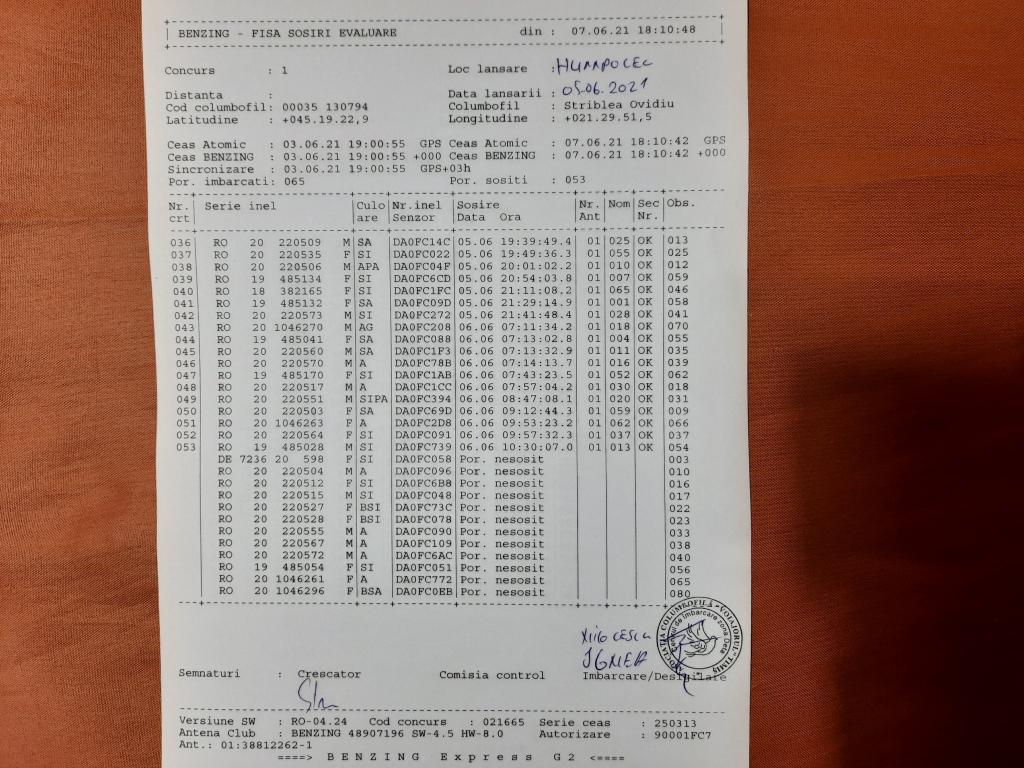 BENZING - FISA SOSIRI EVALUARE din : 07.06.21 18:10:48
Concurs : 1 Loc lansare : HUMPOLEC
Distanta : Data lansarii : 05.06.2021
Cod columbofil: 00035 130794 Columbofil : Striblea Ovidiu
Latitudine : +045.19.22,9 Longitudine : +021.29.51,5
Ceas Atomic : 03.06.21 19:00:55 GPS Ceas Atomic : 07.06.21 18:10:42 GPS
Ceas BENZING : 03.06.21 19:00:55 +000 Ceas BENZING : 07.06.21 18:10:42 +000
Sincronizare : 03.06.21 19:00:55 GPS+03h
Por. imbarcati: 065 Por. sositi : 053
Nr. Serie inel Culo Nr.inel Sosire Nr. Nom Sec Obs.
crt are Senzor Data Ora Ant Nr.
036 RO 20 220509 M SA DA0FC14C 05.06 19:39:49.4 01 025 OK 013
037 RO 20 220535 F SI DA0FC022 05.06 19:49:36.3 01 055 OK 025
038 RO 20 220506 M APA DA0FC04F 05.06 20:01:02.2 01 010 OK 012
039 RO 19 485134 F SI DA0FC6CD 05.06 20:54:03.8 01 007 OK 059
040 RO 18 382165 F SI DA0FC1FC 05.06 21:11:08.2 01 065 OK 046
041 RO 19 485132 F SA DA0FC09D 05.06 21:29:14.9 01 001 OK 058
042 RO 20 220573 M SI DA0FC272 05.06 21:41:48.4 01 028 OK 041
043 RO 20 1046270 M AG DA0FC208 06.06 07:11:34.2 01 018 OK 070
044 RO 19 485041 F SA DA0FC088 06.06 07:13:02.8 01 004 OK 055
045 RO 20 220560 M SA DA0FC1F3 06.06 07:13:32.9 01 011 OK 035
046 RO 20 220570 M A DA0FC78B 06.06 07:14:13.7 01 016 OK 039
047 RO 19 485170 F SI DA0FC1AB 06.06 07:43:23.5 01 052 OK 062
048 RO 20 220517 M A DA0FC1CC 06.06 07:57:04.2 01 030 OK 018
049 RO 20 220551 M SIPA DA0FC394 06.06 08:47:08.1 01 020 OK 031
050 RO 20 220503 F SA DA0FC69D 06.06 09:12:44.3 01 059 OK 009
051 RO 20 1046263 F A DA0FC2D8 06.06 09:53:23.2 01 062 OK 066
052 RO 20 220564 F SI DA0FC091 06.06 09:57:32.3 01 037 OK 037
053 RO 19 485028 M SI DA0FC739 06.06 10:30:07.0 01 013 OK 054
DE 7236 20 598 F SI DA0FC058 Por. nesosit 003
RO 20 220504 M A DA0FC096 Por. nesosit 010
RO 20 220512 F SI DA0FC6B8 Por. nesosit 016
RO 20 220515 M SI DA0FC048 Por. nesosit 017
RO 20 220527 F BSI DA0FC73C Por. nesosit 022
RO 20 220528 F BSI DA0FC078 Por. nesosit 023
RO 20 220555 M A DA0FC090 Por. nesosit 033
RO 20 220567 M A DA0FC109 Por. nesosit 038
RO 20 220572 M A DA0FC6AC Por. nesosit 040
RO 19 485054 F SI DA0FC051 Por. nesosit 056
RO 20 1046261 F A DA0FC772 Por. nesosit 065
RO 20 1046296 F BSA DA0FC0EB Por. nesosit 080
ASOCIATIA COLUMBOFILĂ "VOIAJORUL" TIMIȘ
Semnaturi : Crescator Comisia control Imbarcare/Desigilare
Versiune SW : RO-04.24 Cod concurs : 021665 Serie ceas : 250313
Antena Club : BENZING 48907196 SW-4.5 HW-8.0 Autorizare : 90001FC7
Ant.: 01:38812262-1
====> B E N Z I N G E x p r e s s G 2 <====